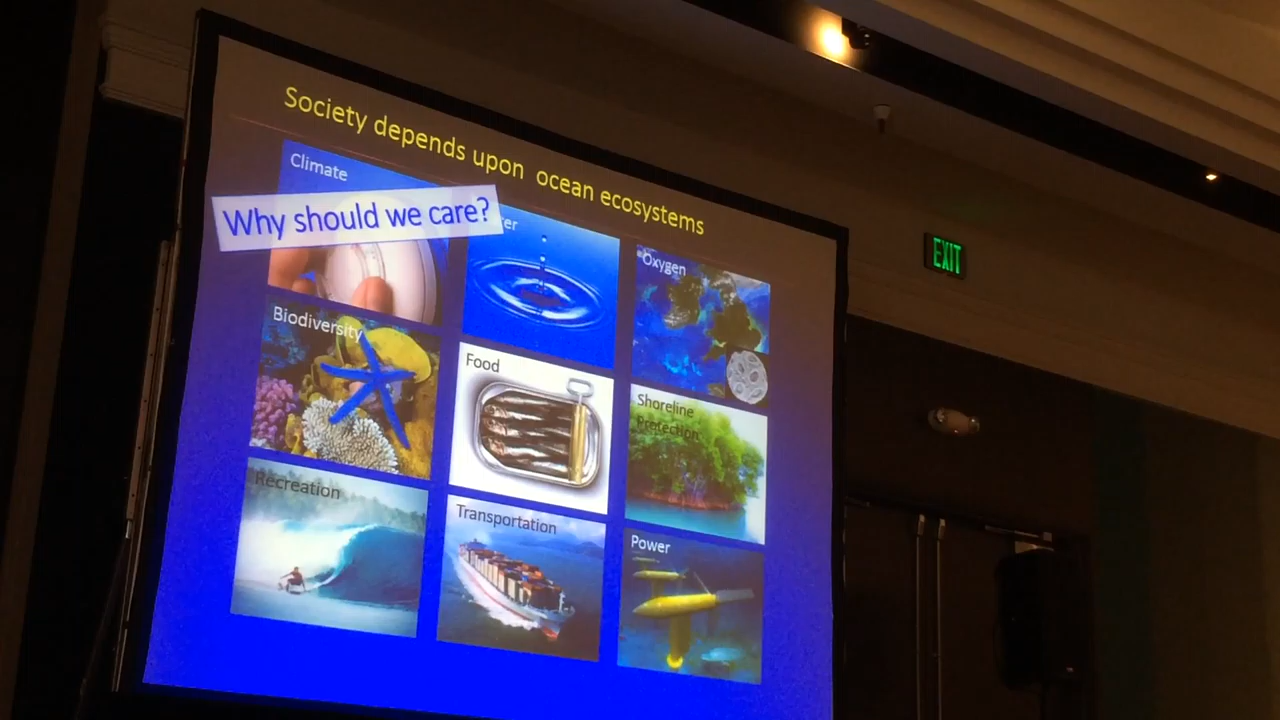 Society depends upon ocean ecosystems
Climate
Why should we care?
Oxygen
Biodiversity
Food
Shoreline
Protection
Recreation
Transportation
Power
EXIT